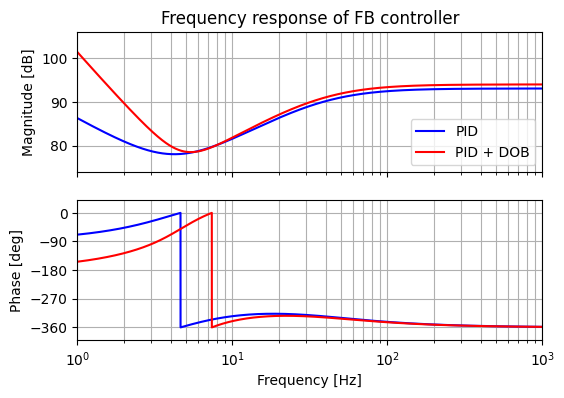 Frequency response of FB controller
Magnitude [dB]
100
90
80
PID
PID + DOB
Phase [deg]
0
−90
−180
−270
−360
10^0
10^1
10^2
10^3
Frequency [Hz]